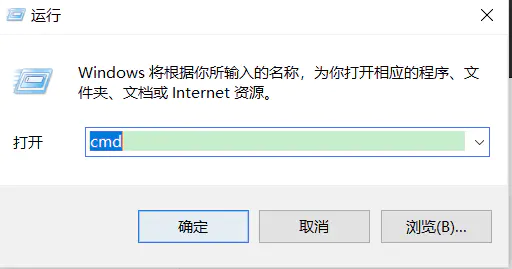 运行
Windows 将根据你所输入的名称，为你打开相应的程序、文
件夹、文档或 Internet 资源。
打开
cmd
确定
取消
浏览(B)...